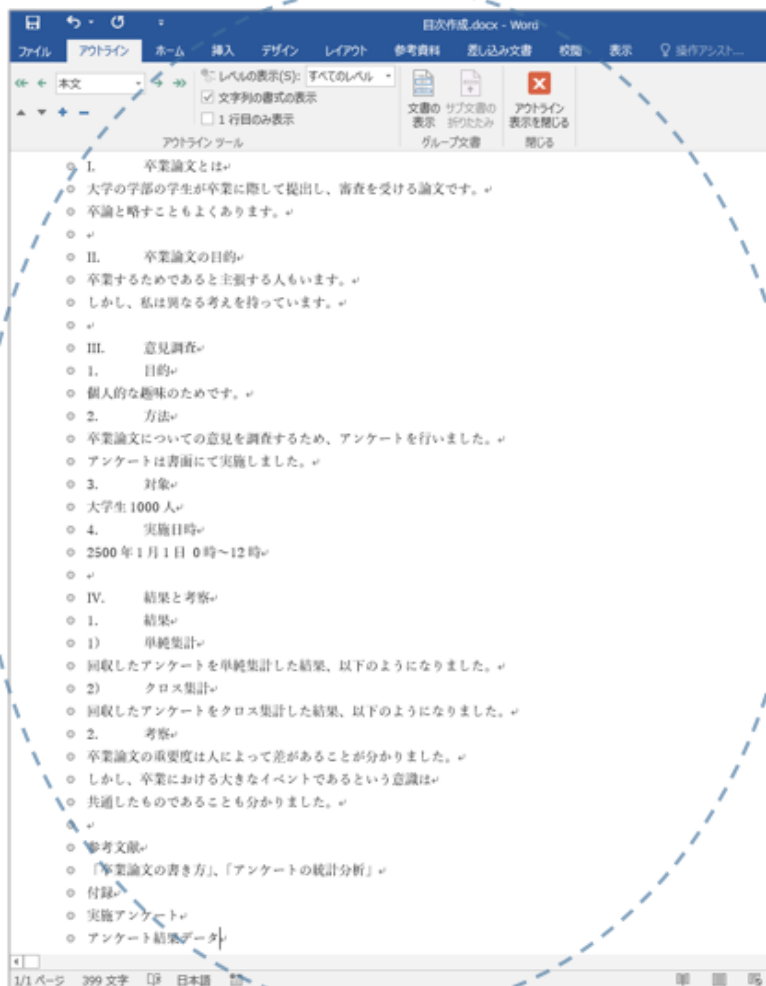 目次作成.docx - Word
ファイル アウトライン ホーム 挿入 デザイン レイアウト 参考資料 差し込み文書 校閲 表示 操作アシスト...
本文
レベルの表示(S): すべてのレベル
文字列の書式の表示
1 行目のみ表示
文書の表示
サブ文書の折りたたみ
アウトライン表示を閉じる
アウトライン ツール グループ文書 閉じる
I. 卒業論文とは
大学の学部の学生が卒業に際して提出し、審査を受ける論文です。
卒論と略すこともよくあります。
II. 卒業論文の目的
卒業するためであると主張する人もいます。
しかし、私は異なる考えを持っています。
III. 意見調査
1. 目的
個人的な趣味のためです。
2. 方法
卒業論文についての意見を調査するため、アンケートを行いました。
アンケートは書面にて実施しました。
3. 対象
大学生 1000 人
4. 実施日時
2500 年 1 月 1 日 0 時~12 時
IV. 結果と考察
1. 結果
1) 単純集計
回収したアンケートを単純集計した結果、以下のようになりました。
2) クロス集計
回収したアンケートをクロス集計した結果、以下のようになりました。
2. 考察
卒業論文の重要度は人によって差があることが分かりました。
しかし、卒業における大きなイベントであるという意識は
共通したものであることも分かりました。
参考文献
「卒業論文の書き方」、「アンケートの統計分析」
付録
実施アンケート
アンケート結果データ
1/1 ページ 399 文字 日本語